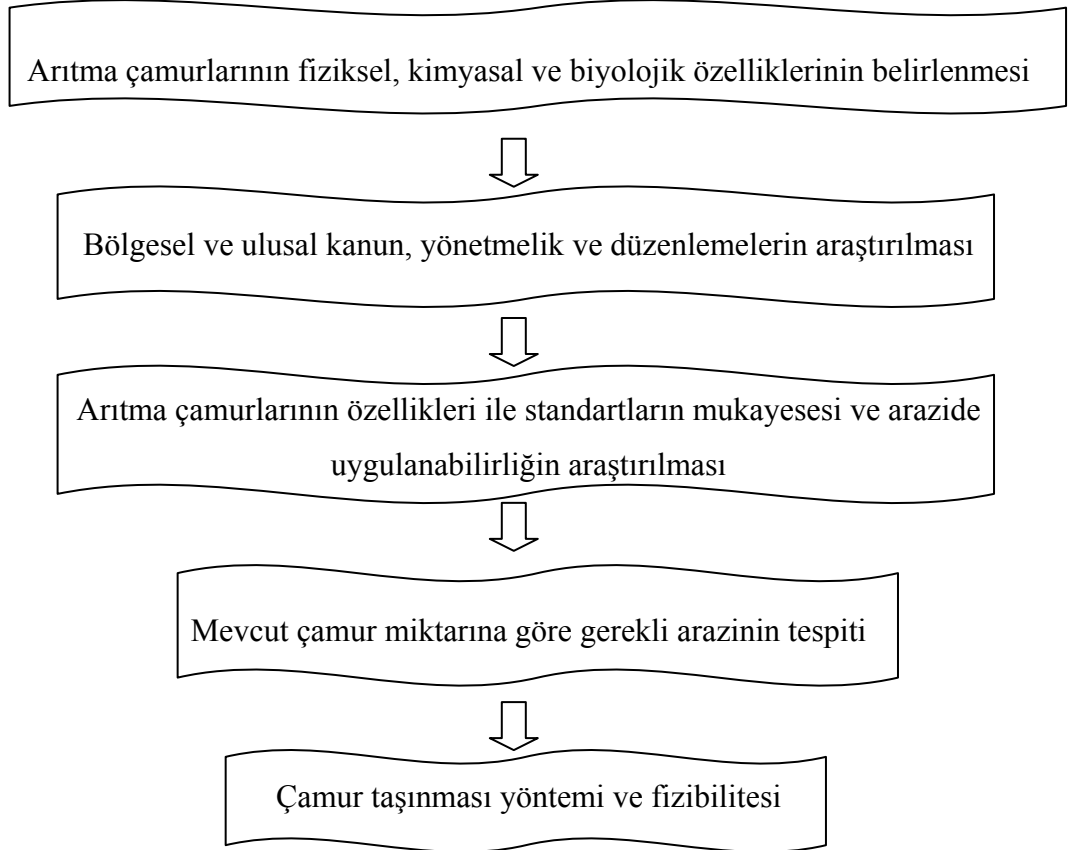 Arıtma çamurlarının fiziksel, kimyasal ve biyolojik özelliklerinin belirlenmesi
Bölgesel ve ulusal kanun, yönetmelik ve düzenlemelerin araştırılması
Arıtma çamurlarının özellikleri ile standartların mukayesesi ve arazide
uygulanabilirliğin araştırılması
Mevcut çamur miktarına göre gerekli arazinin tespiti
Çamur taşınması yöntemi ve fizibilitesi